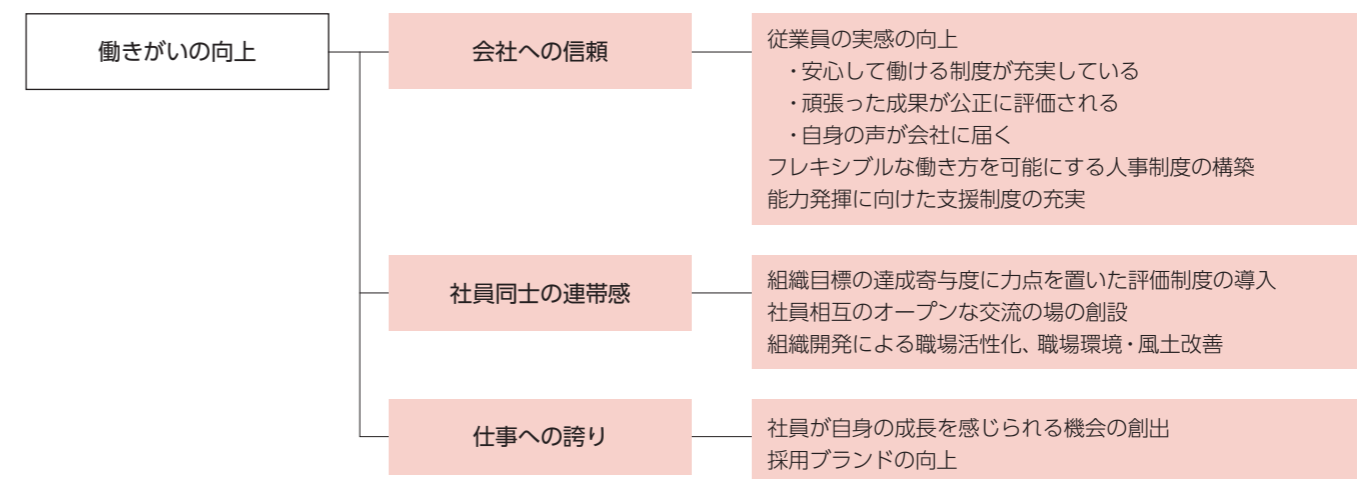 働きがいの向上
会社への信頼
従業員の実感の向上
・安心して働ける制度が充実している
・頑張った成果が公正に評価される
・自身の声が会社に届く
フレキシブルな働き方を可能にする人事制度の構築
能力発揮に向けた支援制度の充実
社員同士の連帯感
組織目標の達成寄与度に力点を置いた評価制度の導入
社員相互のオープンな交流の場の創設
組織開発による職場活性化、職場環境・風土改善
仕事への誇り
社員が自身の成長を感じられる機会の創出
採用ブランドの向上